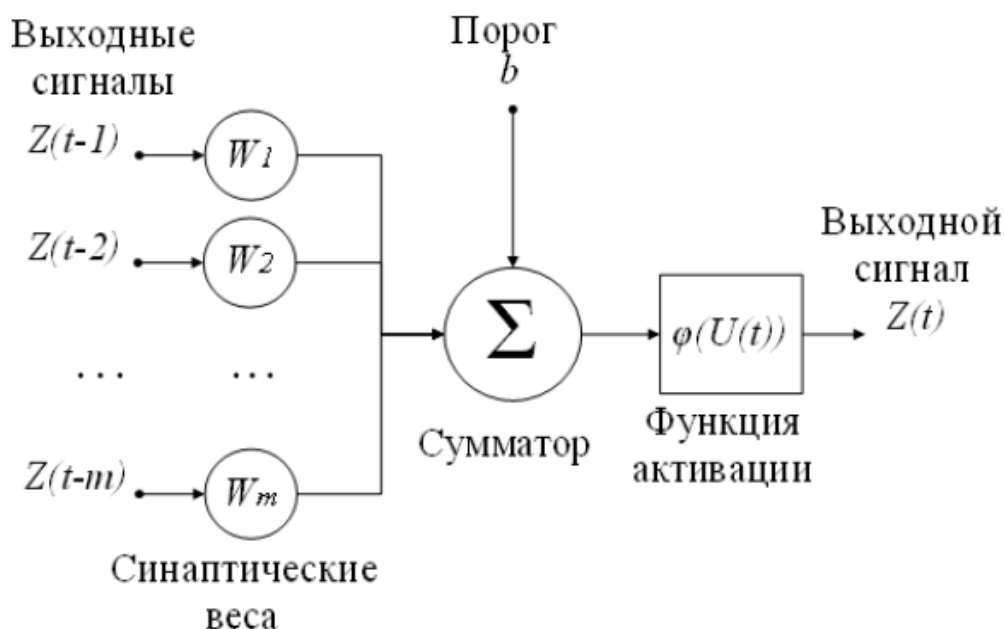 Выходные
сигналы
Порог
b
Z(t-1)
W1
Z(t-2)
W2
Выходной
сигнал
Z(t)
Σ
φ(U(t))
... ...
Сумматор
Функция
активации
Z(t-m)
Wm
Синаптические
веса